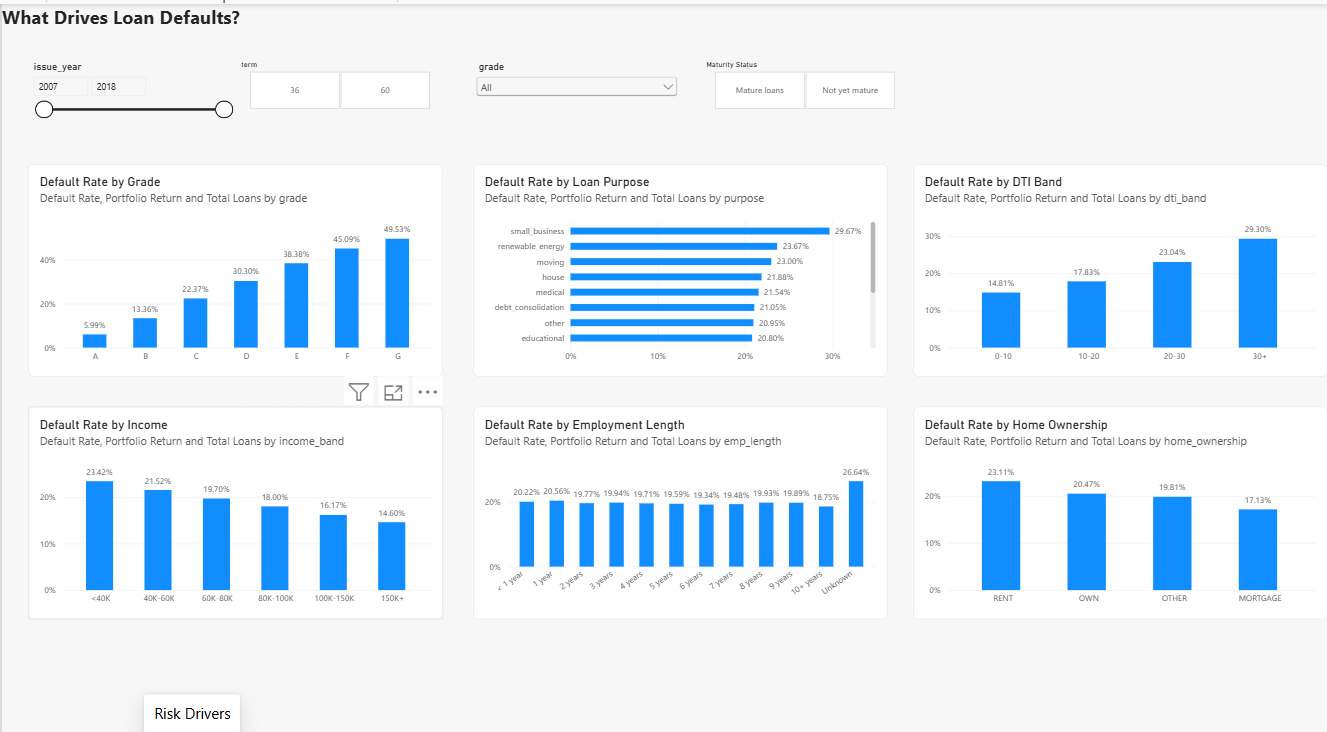 What Drives Loan Defaults?
issue_year
term
grade
Maturity Status
2007 2018
36 60
All
Mature loans Not yet mature
Default Rate by Grade
Default Rate, Portfolio Return and Total Loans by grade
40%
20%
0%
5.99%
13.36%
22.37%
30.30%
38.38%
45.09%
49.53%
A B C D E F G
Default Rate by Loan Purpose
Default Rate, Portfolio Return and Total Loans by purpose
small_business 29.67%
renewable_energy 23.67%
moving 23.00%
house 21.88%
medical 21.54%
debt_consolidation 21.05%
other 20.95%
educational 20.80%
0% 10% 20% 30%
Default Rate by DTI Band
Default Rate, Portfolio Return and Total Loans by dti_band
30%
20%
10%
0%
14.81%
17.83%
23.04%
29.30%
0-10 10-20 20-30 30+
Default Rate by Income
Default Rate, Portfolio Return and Total Loans by income_band
20%
10%
0%
23.42%
21.52%
19.70%
18.00%
16.17%
14.60%
<40K 40K-60K 60K-80K 80K-100K 100K-150K 150K+
Default Rate by Employment Length
Default Rate, Portfolio Return and Total Loans by emp_length
20%
0%
20.22% 20.56% 19.77% 19.94% 19.71% 19.59% 19.34% 19.48% 19.93% 19.89% 18.75% 26.64%
< 1 year 1 year 2 years 3 years 4 years 5 years 6 years 7 years 8 years 9 years 10+ years Unknown
Default Rate by Home Ownership
Default Rate, Portfolio Return and Total Loans by home_ownership
20%
10%
0%
23.11%
20.47%
19.81%
17.13%
RENT OWN OTHER MORTGAGE
Risk Drivers